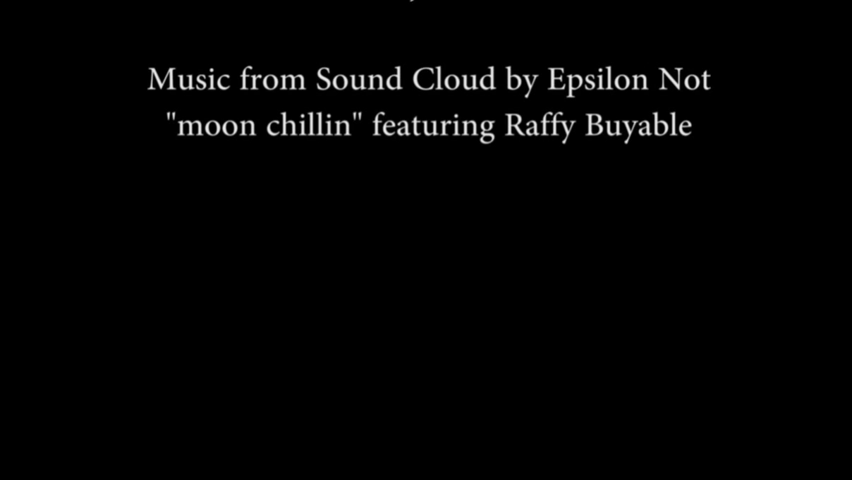 Music from Sound Cloud by Epsilon Not
"moon chillin" featuring Raffy Buyable